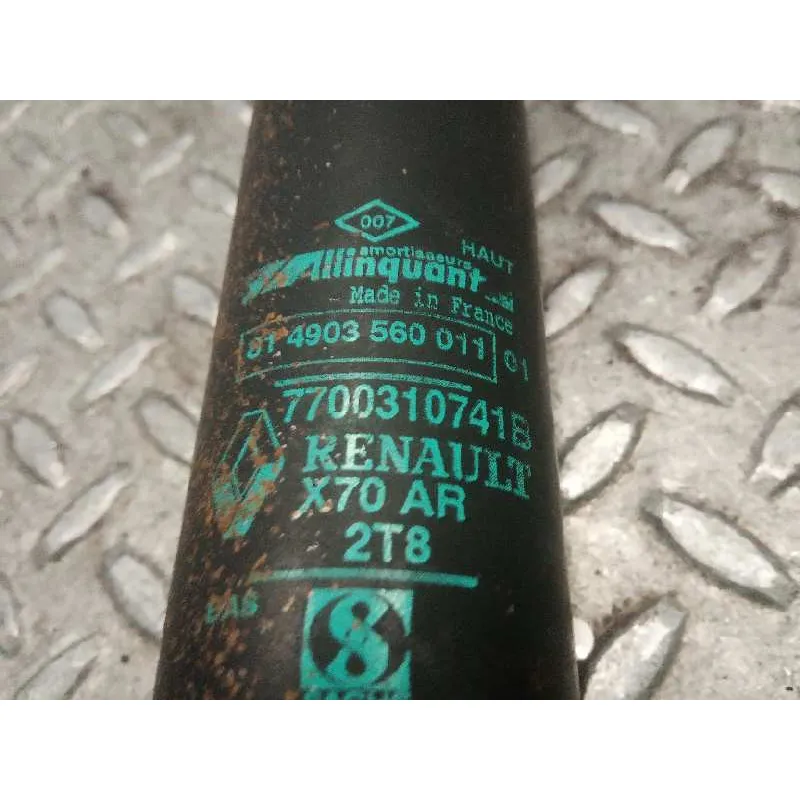 007
HAUT
amortisseurs
Allinquant
Made in France
01 4903 560 011 01
7700310741B
RENAULT
X70 AR
2T8
BAS
S